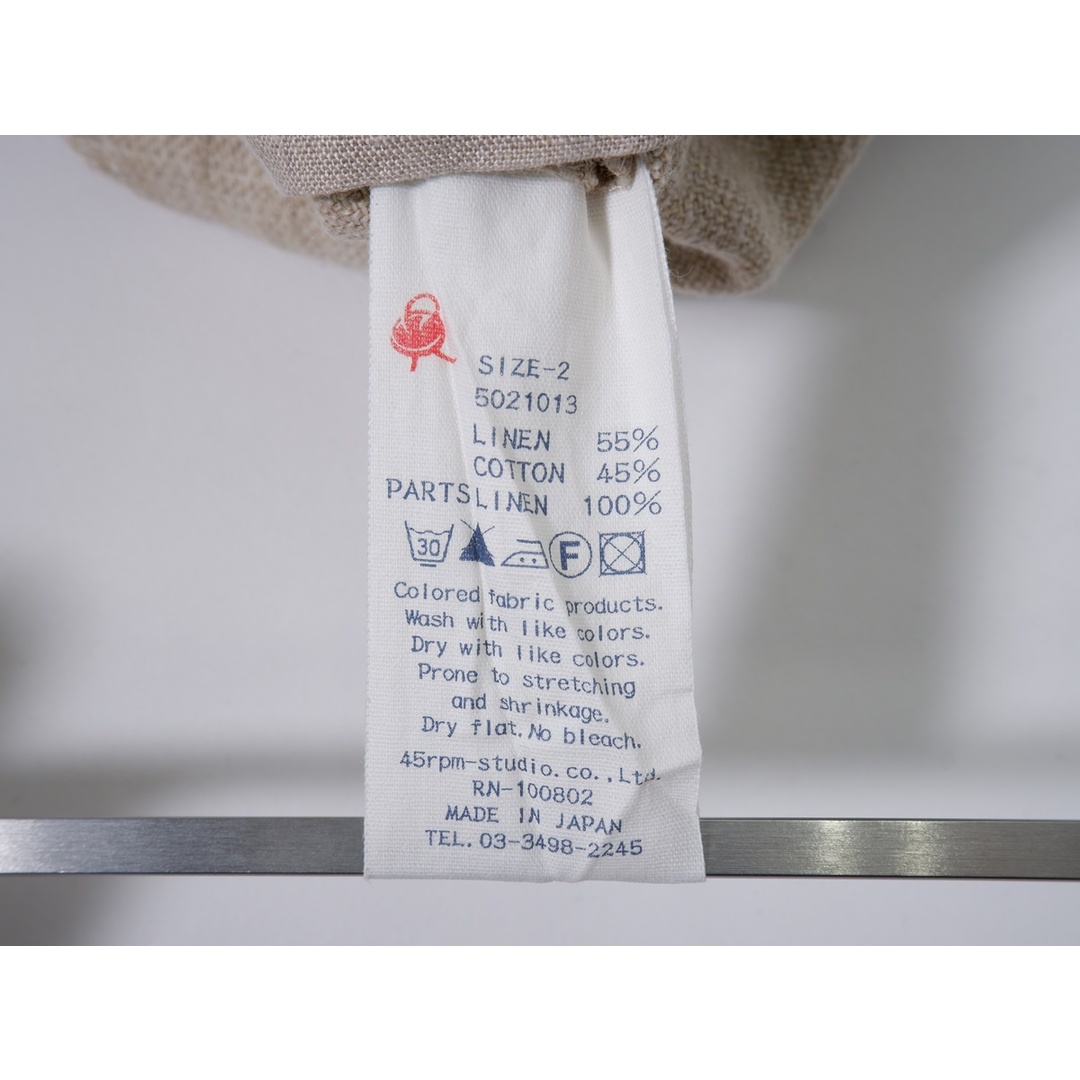 SIZE-2
5021013
LINEN 55%
COTTON 45%
PARTS LINEN 100%
30 F
Colored fabric products.
Wash with like colors.
Dry with like colors.
Prone to stretching
and shrinkage.
Dry flat. No bleach.
45rpm-studio.co.,Ltd.
RN-100802
MADE IN JAPAN
TEL. 03-3498-2245